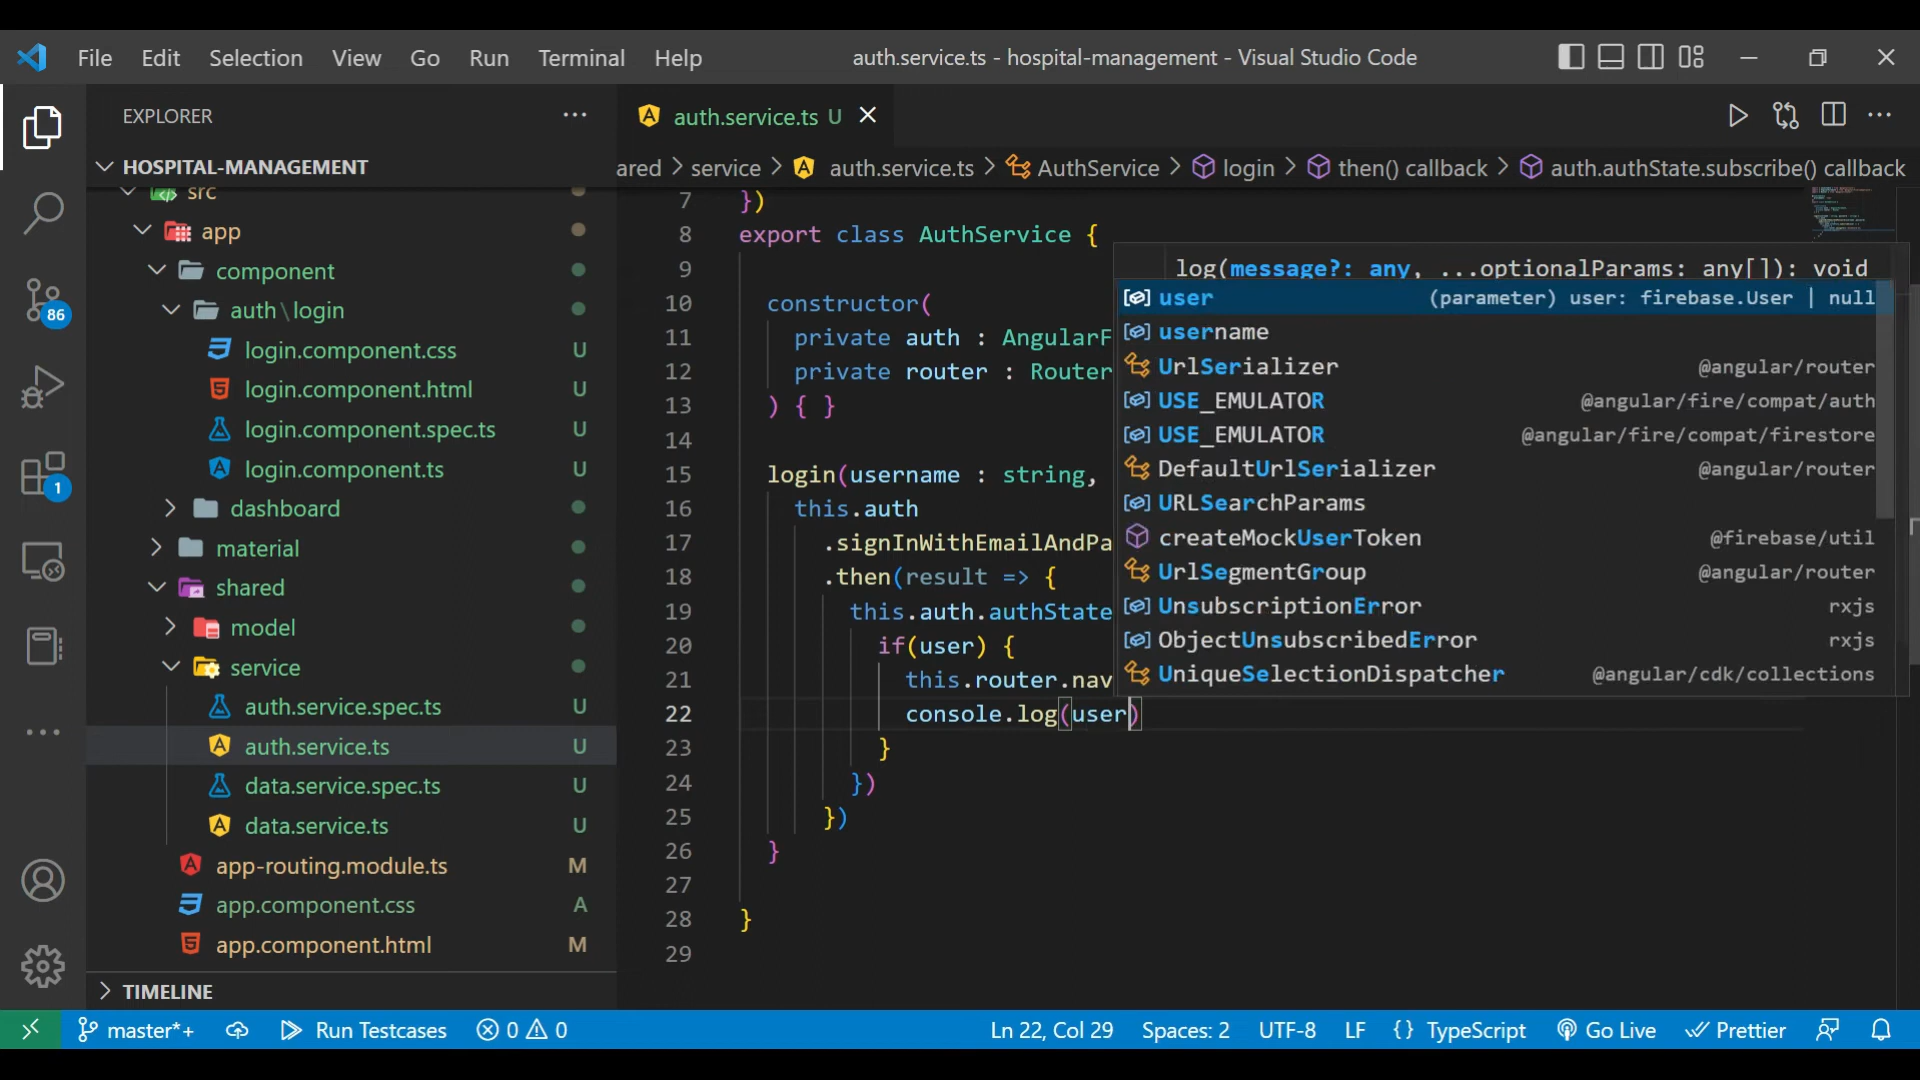 File Edit Selection View Go Run Terminal Help
auth.service.ts - hospital-management - Visual Studio Code
EXPLORER
HOSPITAL-MANAGEMENT
src
app
component
auth\login
login.component.css U
login.component.html U
login.component.spec.ts U
login.component.ts U
dashboard
material
shared
model
service
auth.service.spec.ts U
auth.service.ts U
data.service.spec.ts U
data.service.ts U
app-routing.module.ts M
app.component.css A
app.component.html M
TIMELINE
86
1
auth.service.ts U
ared > service > auth.service.ts > AuthService > login > then() callback > auth.authState.subscribe() callback
7 })
8 export class AuthService {
9
10 constructor(
11 private auth : AngularF
12 private router : Router
13 ) { }
14
15 login(username : string,
16 this.auth
17 .signInWithEmailAndPa
18 .then(result => {
19 this.auth.authState
20 if(user) {
21 this.router.nav
22 console.log(user)
23 }
24 })
25 })
26 }
27
28 }
29
log(message?: any, ...optionalParams: any[]): void
user (parameter) user: firebase.User | null
username
UrlSerializer @angular/router
USE_EMULATOR @angular/fire/compat/auth
USE_EMULATOR @angular/fire/compat/firestore
DefaultUrlSerializer @angular/router
URLSearchParams
createMockUserToken @firebase/util
UrlSegmentGroup @angular/router
UnsubscriptionError rxjs
ObjectUnsubscribedError rxjs
UniqueSelectionDispatcher @angular/cdk/collections
master*+ Run Testcases 0 0 Ln 22, Col 29 Spaces: 2 UTF-8 LF {} TypeScript Go Live Prettier